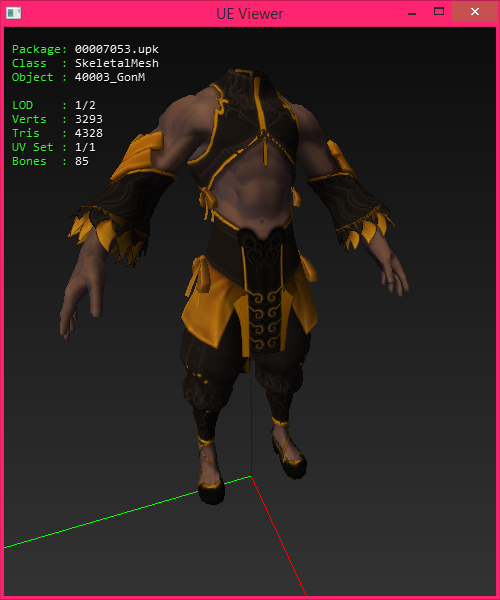 UE Viewer
Package: 00007053.upk
Class : SkeletalMesh
Object : 40003_GonM
LOD : 1/2
Verts : 3293
Tris : 4328
UV Set : 1/1
Bones : 85